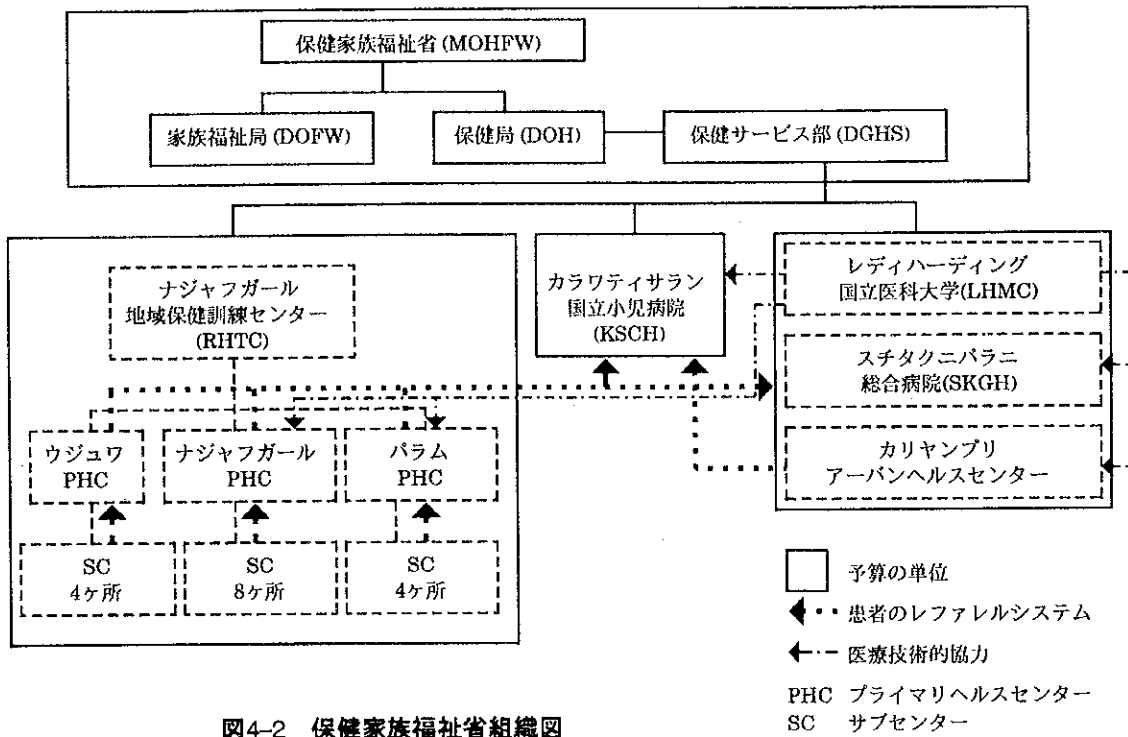 保健家族福祉省(MOHFW)
家族福祉局(DOFW)
保健局(DOH)
保健サービス部(DGHS)
ナジャフガール
地域保健訓練センター
(RHTC)
カラワティサラン
国立小児病院
(KSCH)
レディハーディング
国立医科大学(LHMC)
スチタクニパラニ
総合病院(SKGH)
カリヤンプリ
アーバンヘルスセンター
ウジュワ
PHC
ナジャフガール
PHC
パラム
PHC
SC
4ヶ所
SC
8ヶ所
SC
4ヶ所
予算の単位
患者のレファレルシステム
医療技術的協力
PHC プライマリヘルスセンター
SC サブセンター
図4-2 保健家族福祉省組織図